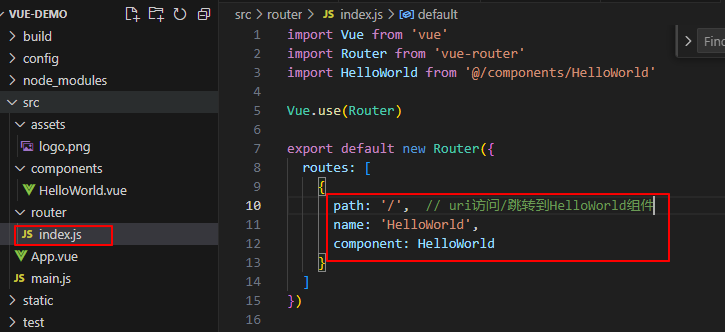 VUE-DEMO
build
config
node_modules
src
assets
logo.png
components
HelloWorld.vue
router
JS index.js
App.vue
JS main.js
static
test
src > router > JS index.js > default
Find
1 import Vue from 'vue'
2 import Router from 'vue-router'
3 import HelloWorld from '@/components/HelloWorld'
4
5 Vue.use(Router)
6
7 export default new Router({
8 routes: [
9 {
10 path: '/',  // uri访问/跳转到HelloWorld组件
11 name: 'HelloWorld',
12 component: HelloWorld
13 }
14 ]
15 })
16